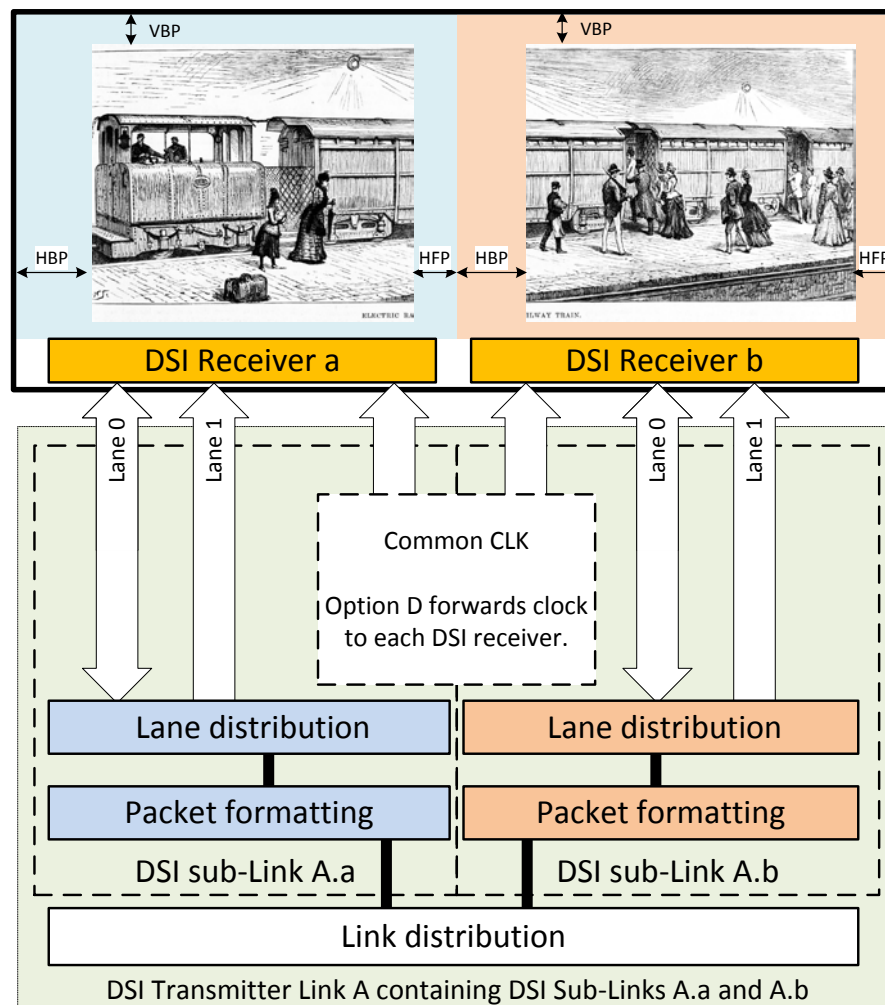 VBP
VBP
HBP
HFP
HBP
HFP
ELECTRIC RA
ILWAY TRAIN.
DSI Receiver a
DSI Receiver b
Lane 0
Lane 1
Lane 0
Lane 1
Common CLK
Option D forwards clock
to each DSI receiver.
Lane distribution
Lane distribution
Packet formatting
Packet formatting
DSI sub-Link A.a
DSI sub-Link A.b
Link distribution
DSI Transmitter Link A containing DSI Sub-Links A.a and A.b